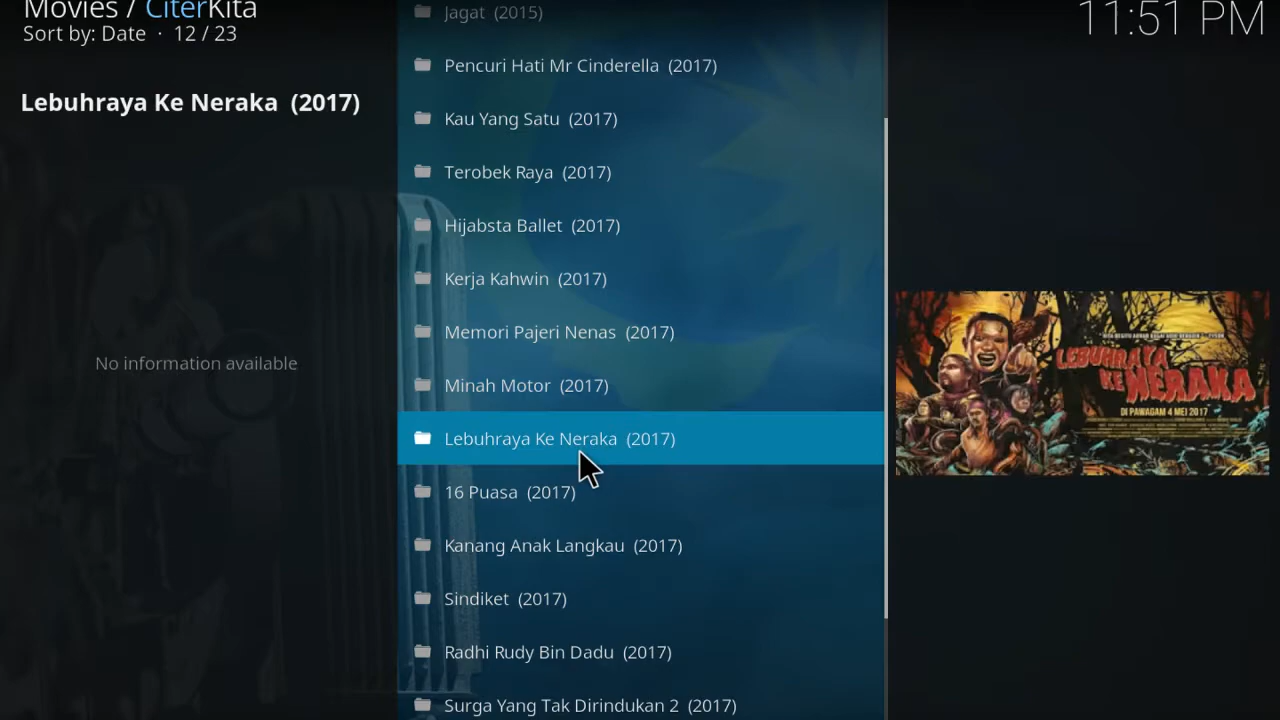 Movies / CiterKita
Sort by: Date · 12 / 23
11:51 PM
Lebuhraya Ke Neraka (2017)
No information available
Jagat (2015)
Pencuri Hati Mr Cinderella (2017)
Kau Yang Satu (2017)
Terobek Raya (2017)
Hijabsta Ballet (2017)
Kerja Kahwin (2017)
Memori Pajeri Nenas (2017)
Minah Motor (2017)
Lebuhraya Ke Neraka (2017)
16 Puasa (2017)
Kanang Anak Langkau (2017)
Sindiket (2017)
Radhi Rudy Bin Dadu (2017)
Surga Yang Tak Dirindukan 2 (2017)
LEBUHRAYA
KE NERAKA
DI PAWAGAM 4 MEI 2017